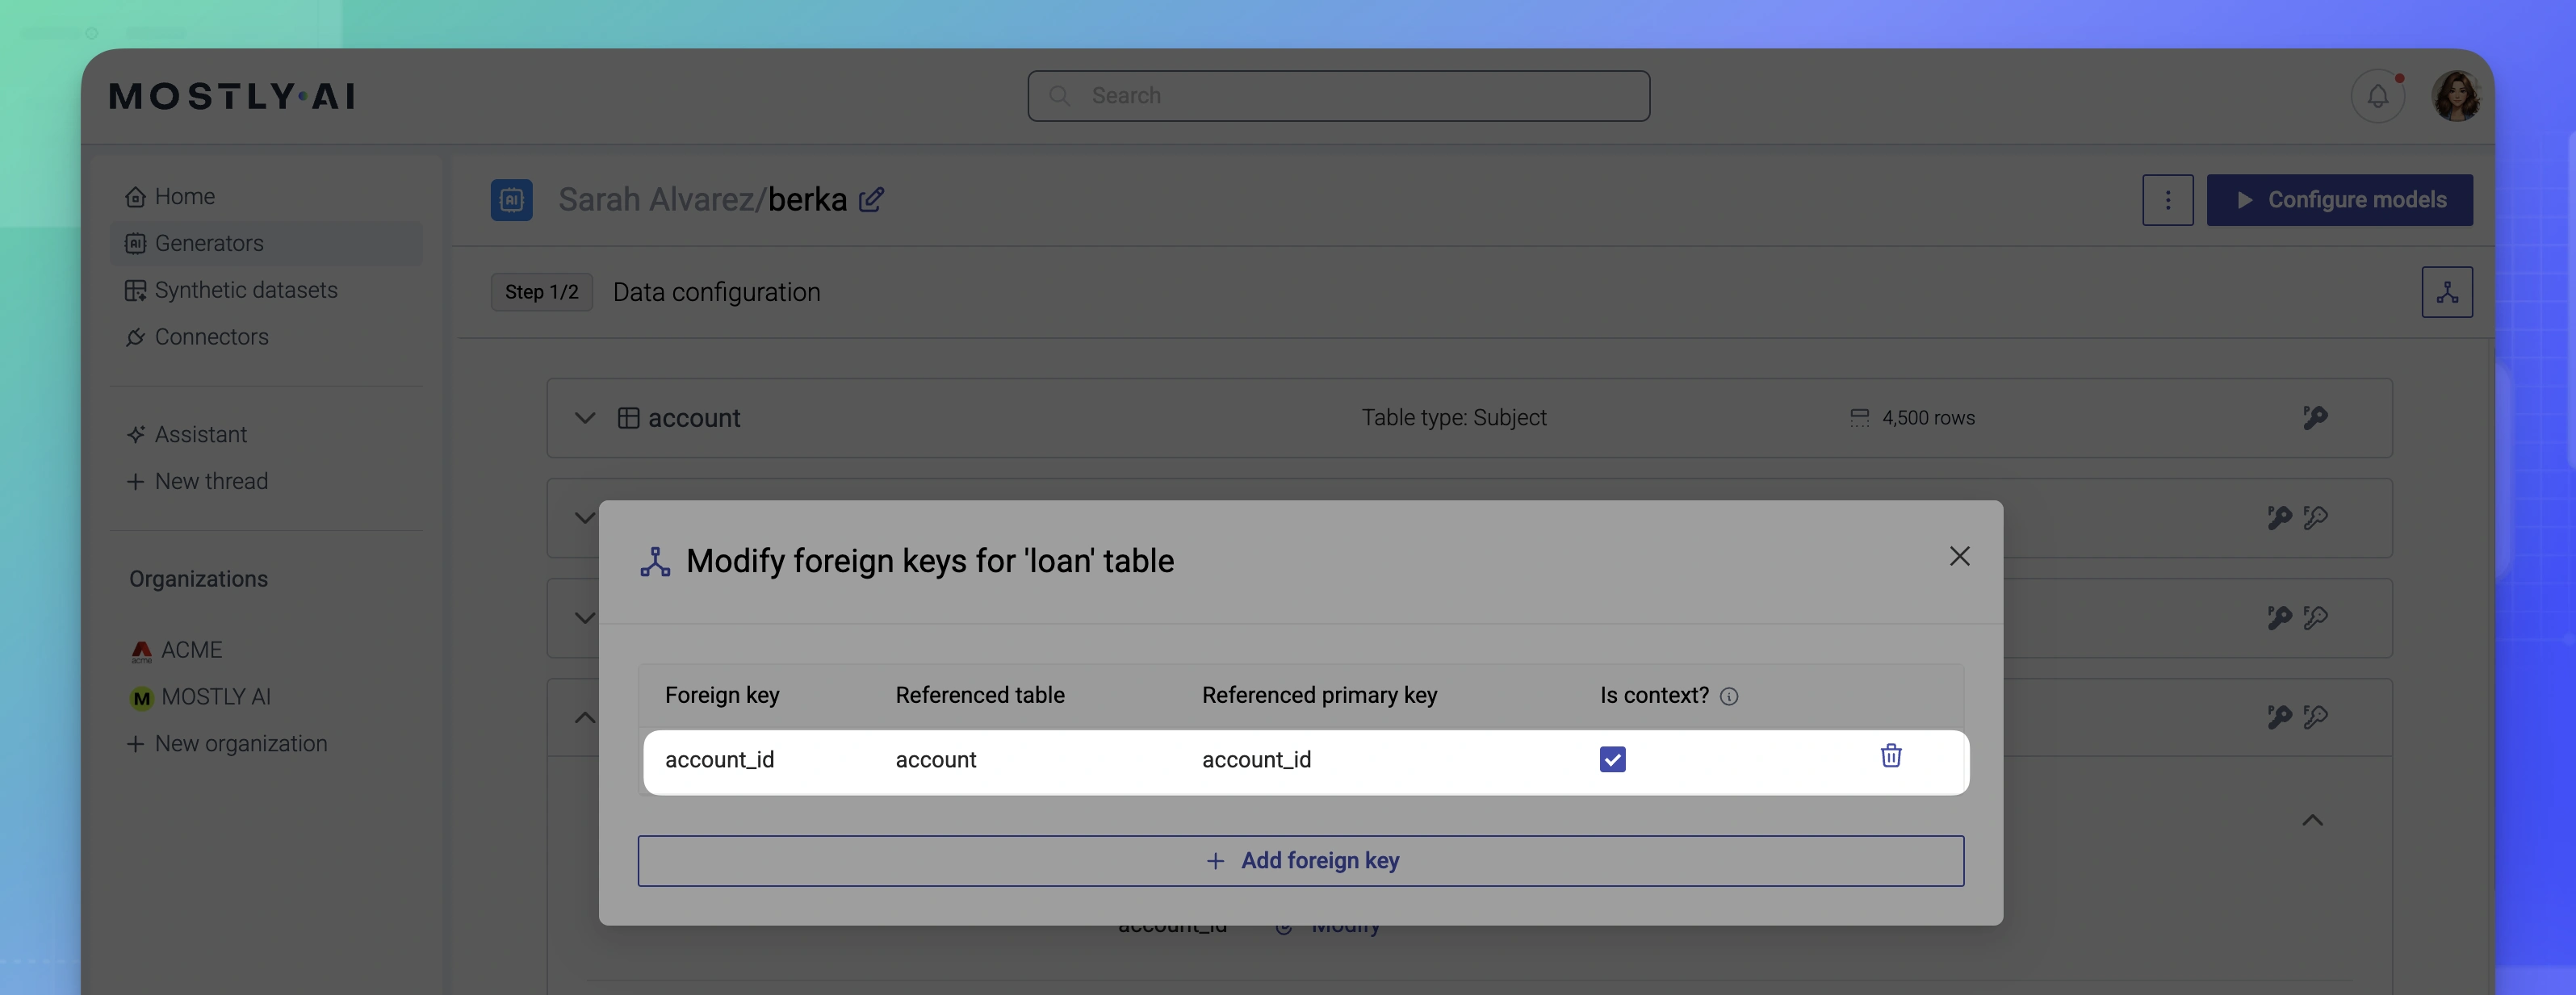 MOSTLY·AI
Search
Home
Generators
Synthetic datasets
Connectors
Assistant
New thread
Organizations
ACME
MOSTLY AI
New organization
Sarah Alvarez/berka
Configure models
Step 1/2 Data configuration
account Table type: Subject 4,500 rows
Modify foreign keys for 'loan' table
Foreign key Referenced table Referenced primary key Is context?
account_id account account_id
Add foreign key
account_id Modify